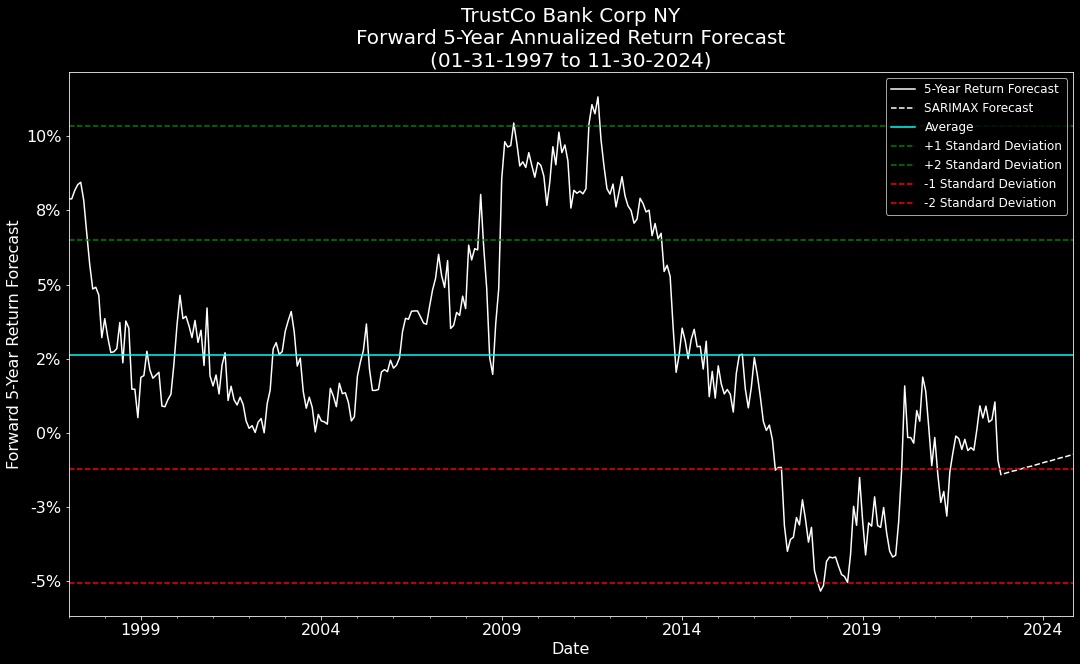 TrustCo Bank Corp NY
Forward 5-Year Annualized Return Forecast
(01-31-1997 to 11-30-2024)
5-Year Return Forecast
SARIMAX Forecast
Average
+1 Standard Deviation
+2 Standard Deviation
-1 Standard Deviation
-2 Standard Deviation
Forward 5-Year Return Forecast
10%
8%
5%
2%
0%
-3%
-5%
1999 2004 2009 2014 2019 2024
Date